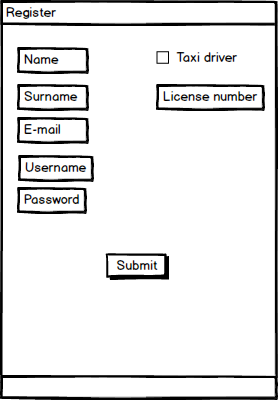 Register
Name
Taxi driver
Surname
License number
E-mail
Username
Password
Submit